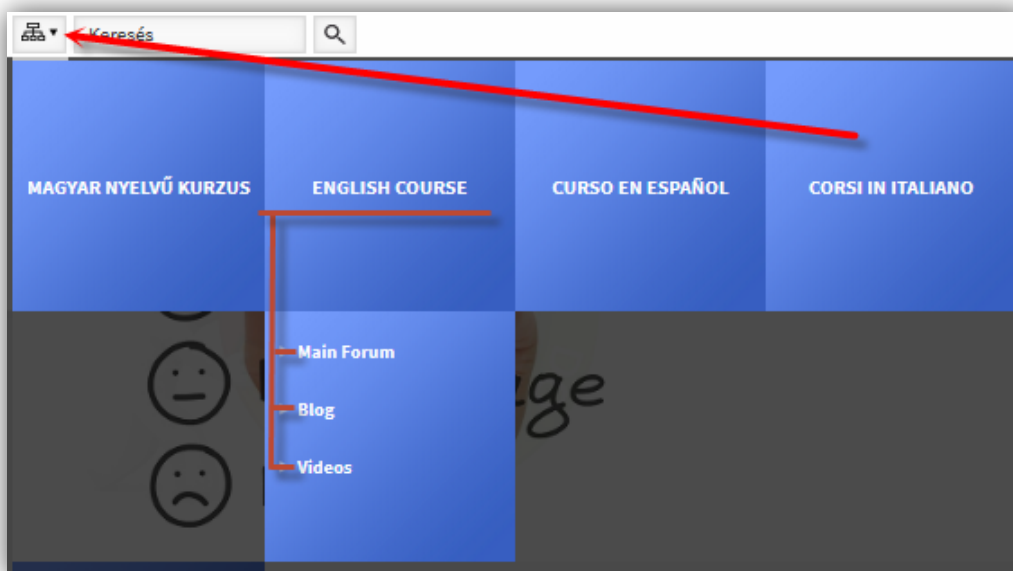 Keresés
MAGYAR NYELVŰ KURZUS
ENGLISH COURSE
CURSO EN ESPAÑOL
CORSI IN ITALIANO
Main Forum
Blog
Videos